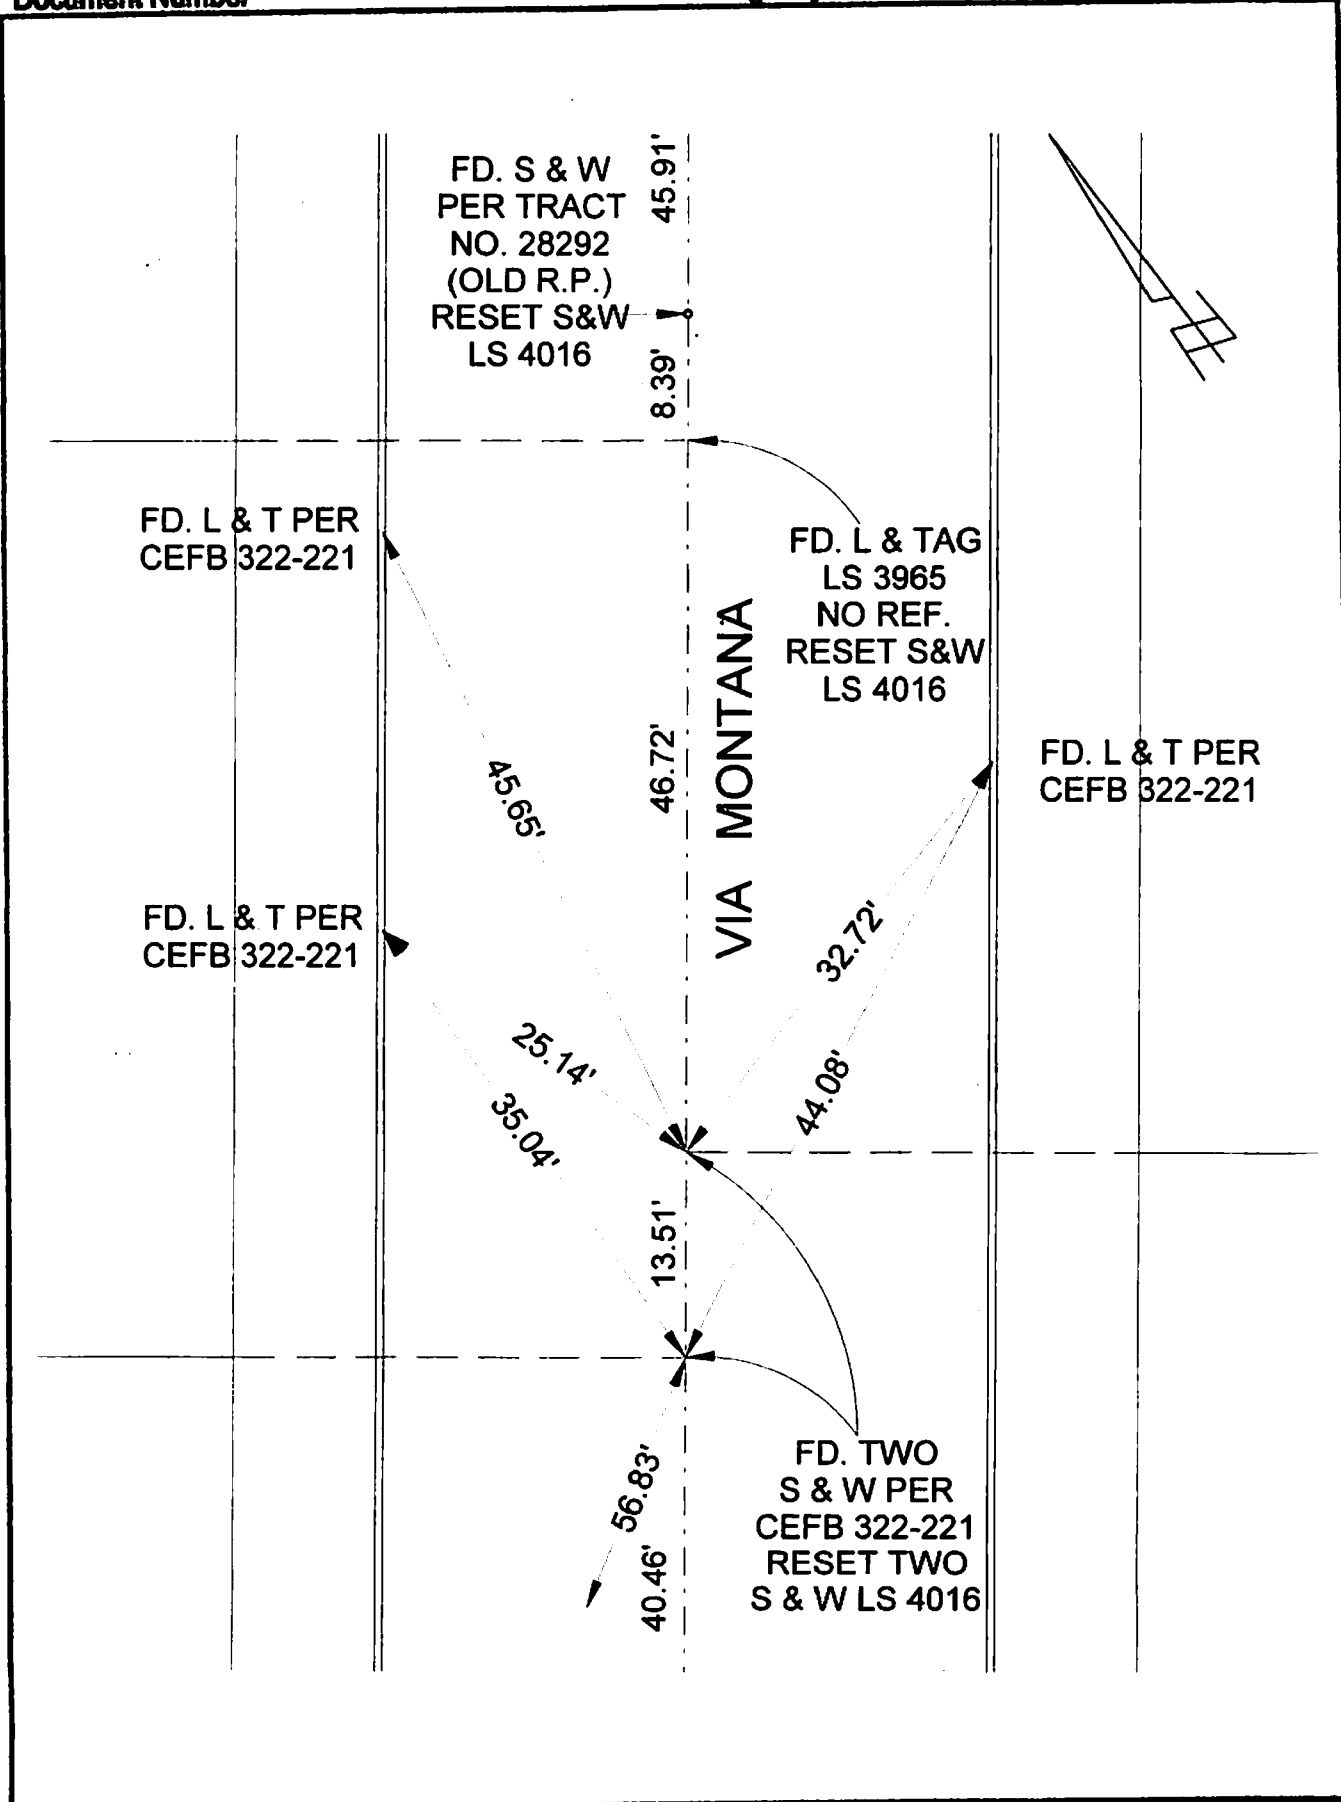 Document Number
FD. S & W
PER TRACT
NO. 28292
(OLD R.P.)
RESET S&W
LS 4016
45.91'
8.39'
FD. L & T PER
CEFB 322-221
FD. L & TAG
LS 3965
NO REF.
RESET S&W
LS 4016
46.72'
VIA MONTANA
45.65'
FD. L & T PER
CEFB 322-221
FD. L & T PER
CEFB 322-221
32.72'
25.14'
35.04'
44.08'
13.51'
56.83'
40.46'
FD. TWO
S & W PER
CEFB 322-221
RESET TWO
S & W LS 4016